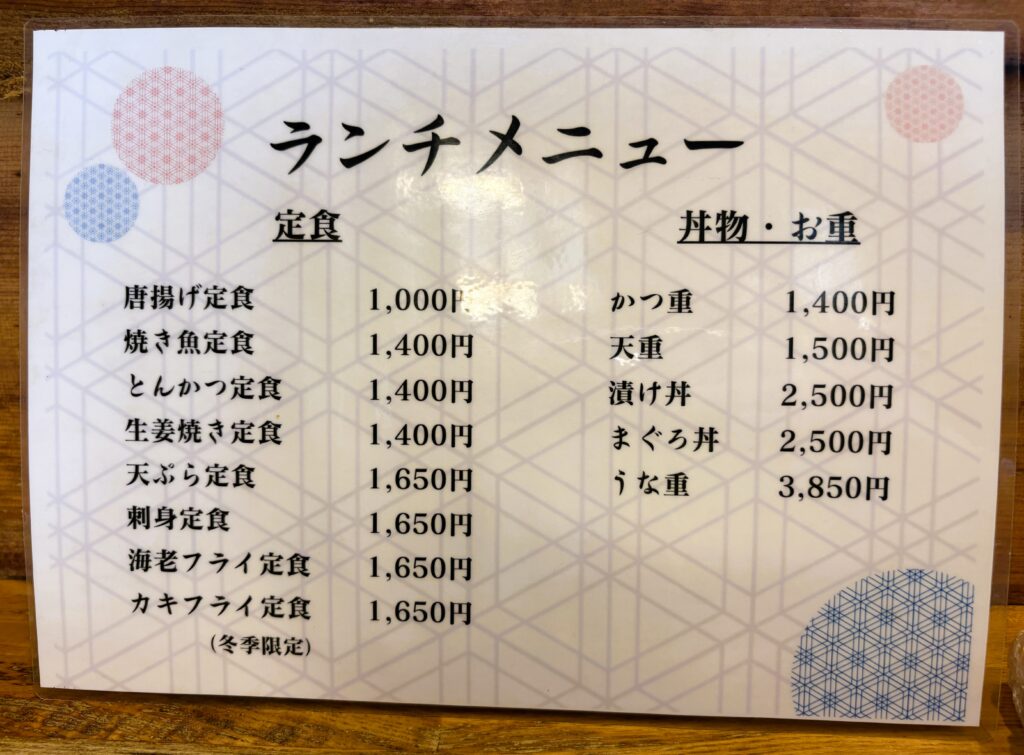 ランチメニュー
定食
唐揚げ定食 1,000円
焼き魚定食 1,400円
とんかつ定食 1,400円
生姜焼き定食 1,400円
天ぷら定食 1,650円
刺身定食 1,650円
海老フライ定食 1,650円
カキフライ定食 1,650円
(冬季限定)
丼物・お重
かつ重 1,400円
天重 1,500円
漬け丼 2,500円
まぐろ丼 2,500円
うな重 3,850円